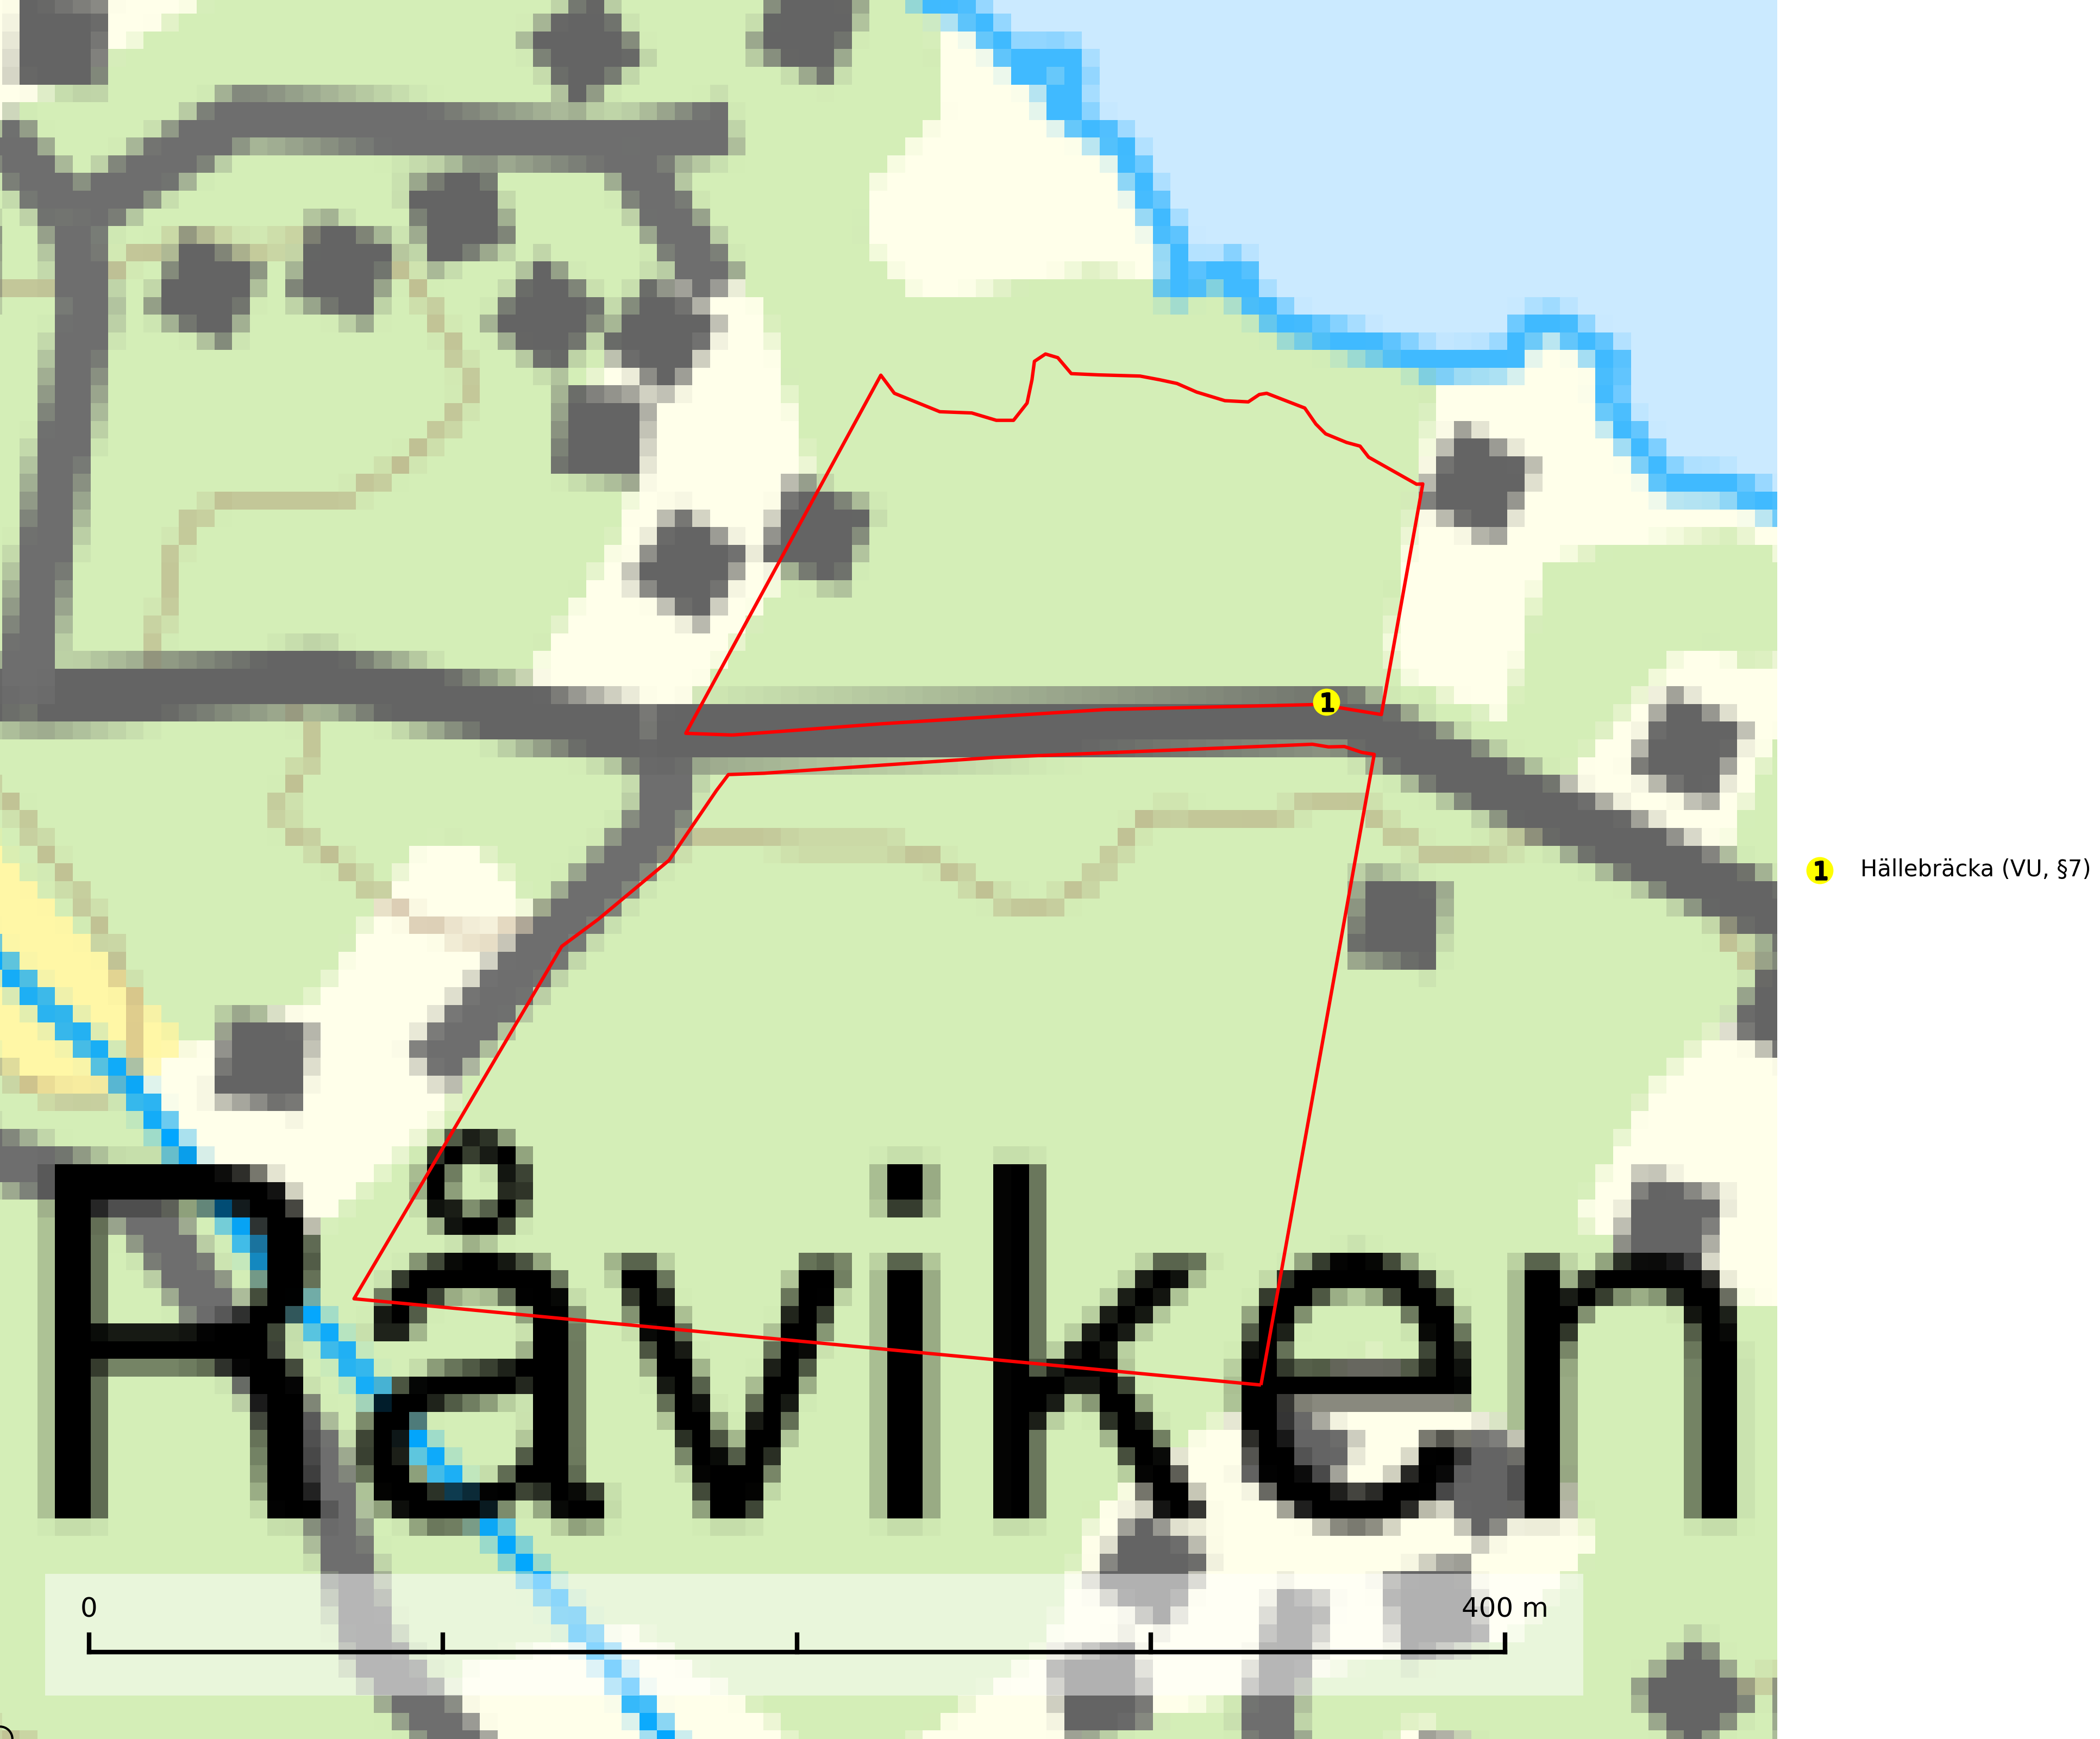 1
1 Hällebräcka (VU, §7)
Råviken
0 400 m